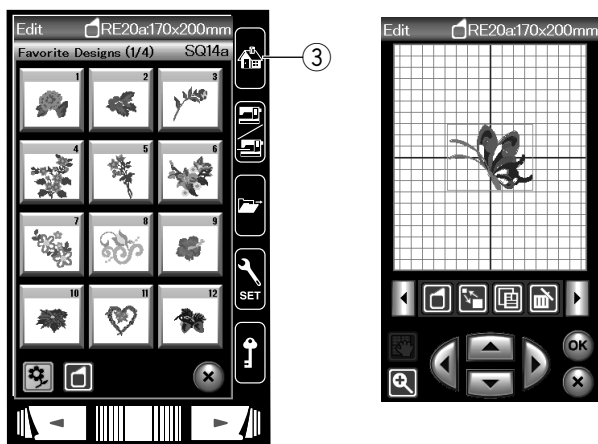 Edit RE20a:170x200mm
Favorite Designs (1/4) SQ14a
1 2 3
4 5 6
7 8 9
10 11 12
SET
3
Edit RE20a:170x200mm
OK